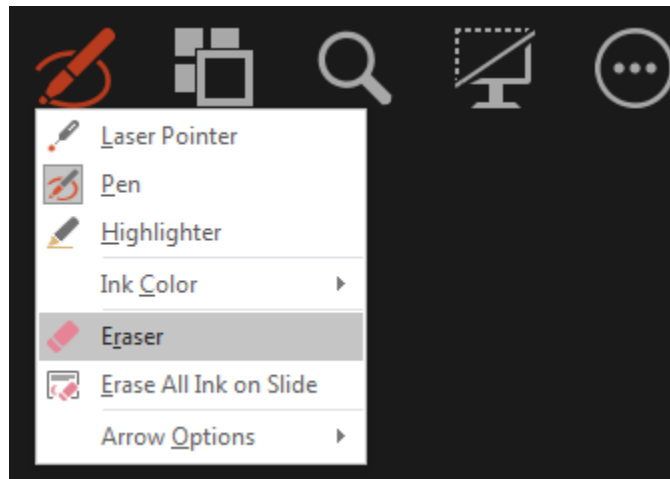 Laser Pointer
Pen
Highlighter
Ink Color
Eraser
Erase All Ink on Slide
Arrow Options